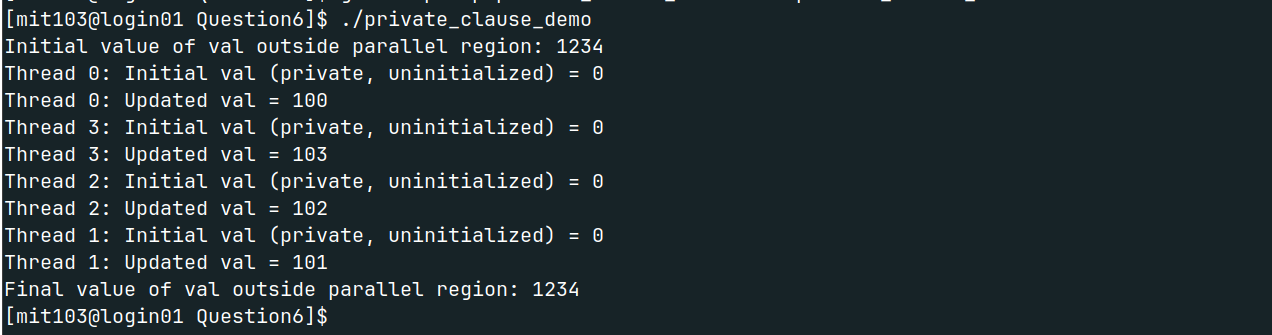 [mit103@login01 Question6]$ ./private_clause_demo
Initial value of val outside parallel region: 1234
Thread 0: Initial val (private, uninitialized) = 0
Thread 0: Updated val = 100
Thread 3: Initial val (private, uninitialized) = 0
Thread 3: Updated val = 103
Thread 2: Initial val (private, uninitialized) = 0
Thread 2: Updated val = 102
Thread 1: Initial val (private, uninitialized) = 0
Thread 1: Updated val = 101
Final value of val outside parallel region: 1234
[mit103@login01 Question6]$